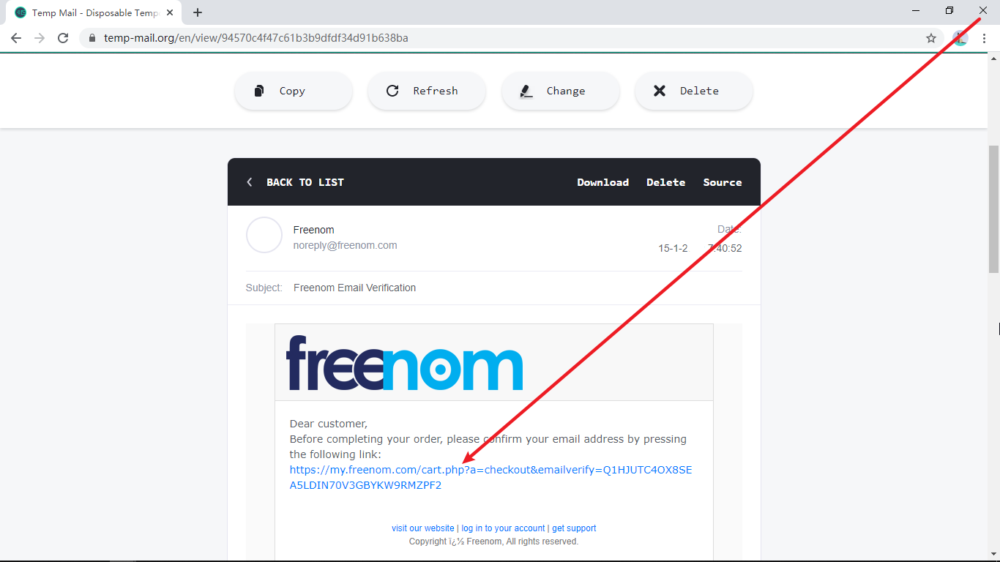 Temp Mail - Disposable Temp
temp-mail.org/en/view/94570c4f47c61b3b9dfdf34d91b638ba
Copy Refresh Change Delete
BACK TO LIST Download Delete Source
Freenom
noreply@freenom.com
Date:
15-1-2 7:40:52
Subject: Freenom Email Verification
freenom
Dear customer,
Before completing your order, please confirm your email address by pressing
the following link:
https://my.freenom.com/cart.php?a=checkout&emailverify=Q1HJUTC4OX8SE
A5LDIN70V3GBYKW9RMZPF2
visit our website | log in to your account | get support
Copyright ï¿½ Freenom, All rights reserved.